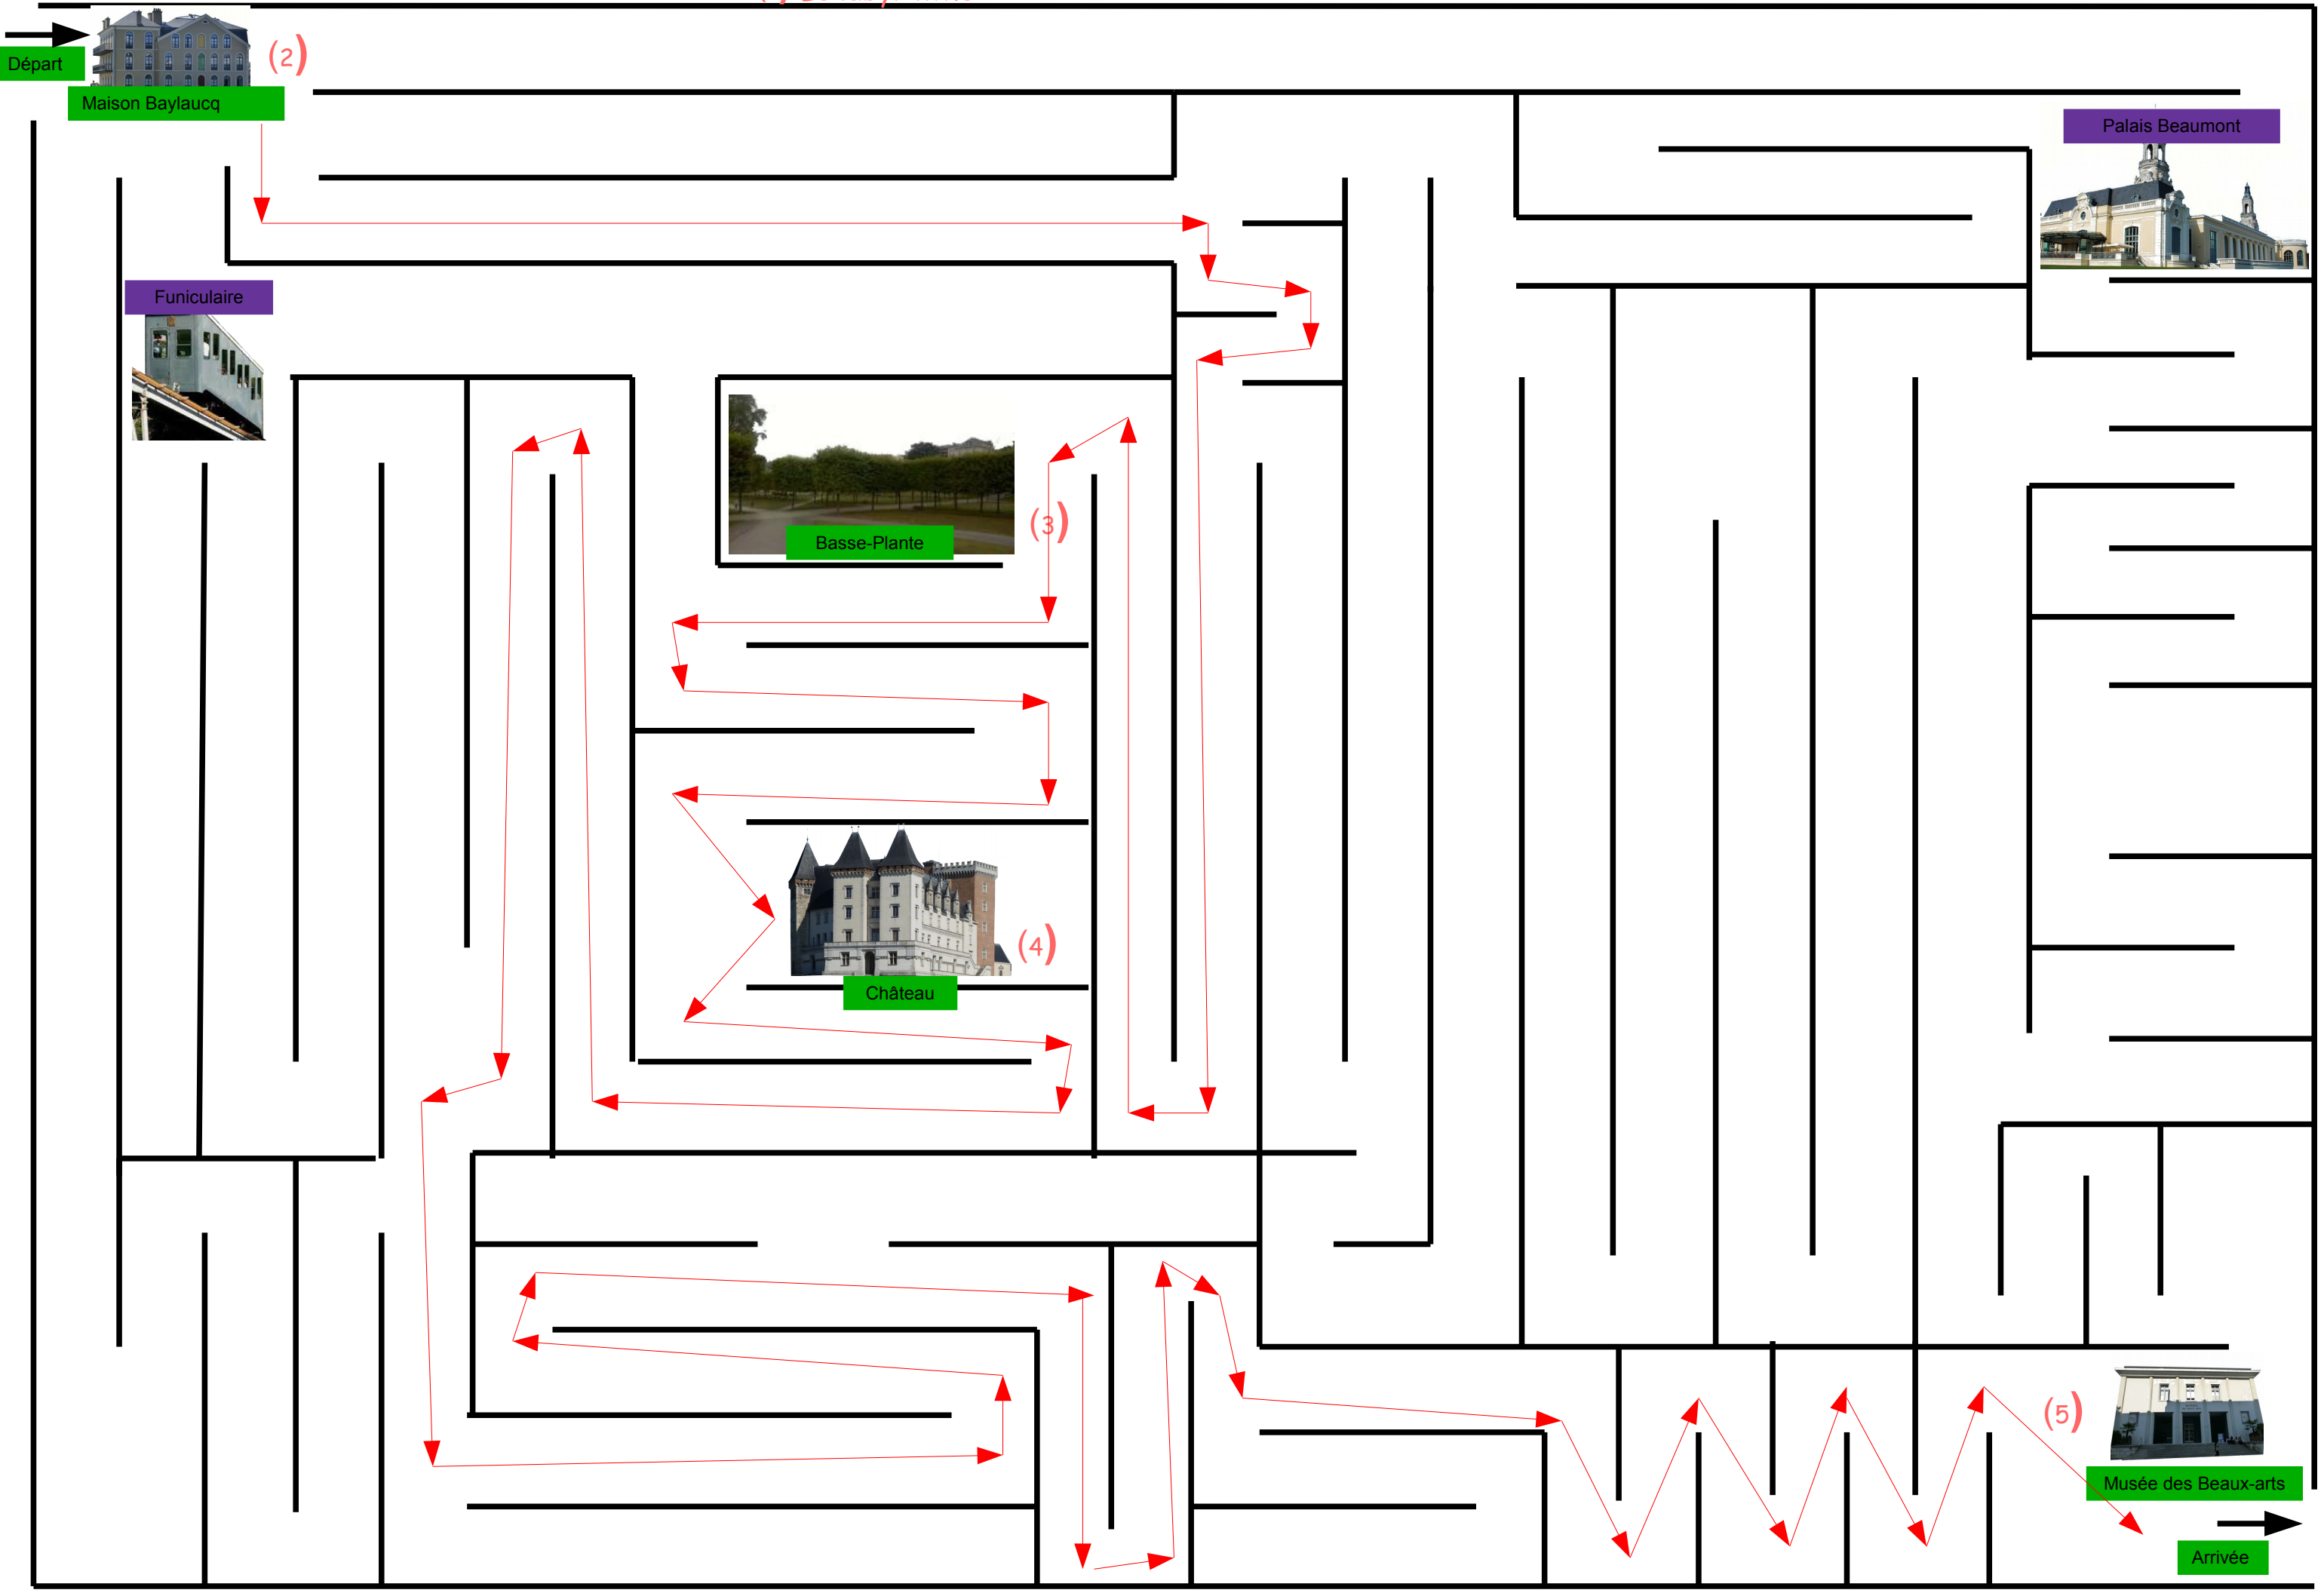 Départ
(2)
Maison Baylaucq
Palais Beaumont
Funiculaire
(3)
Basse-Plante
(4)
Château
(5)
Musée des Beaux-arts
Arrivée